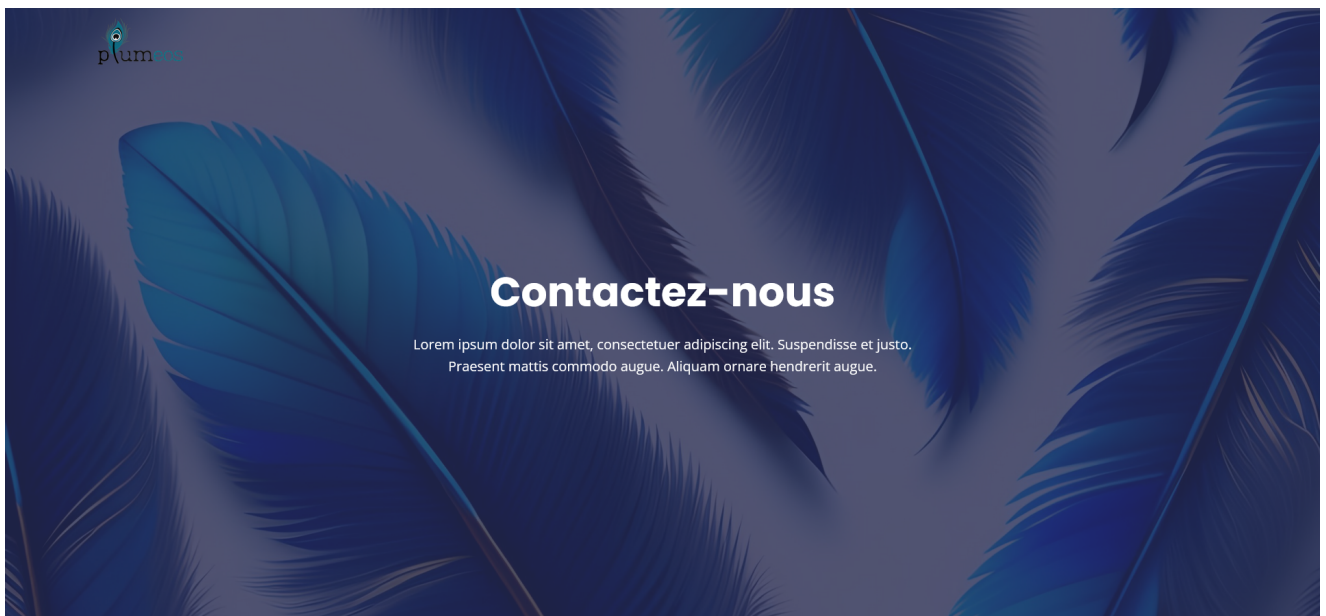 Contactez-nous
Lorem ipsum dolor sit amet, consectetuer adipiscing elit. Suspendisse et justo.
Praesent mattis commodo augue. Aliquam ornare hendrerit augue.